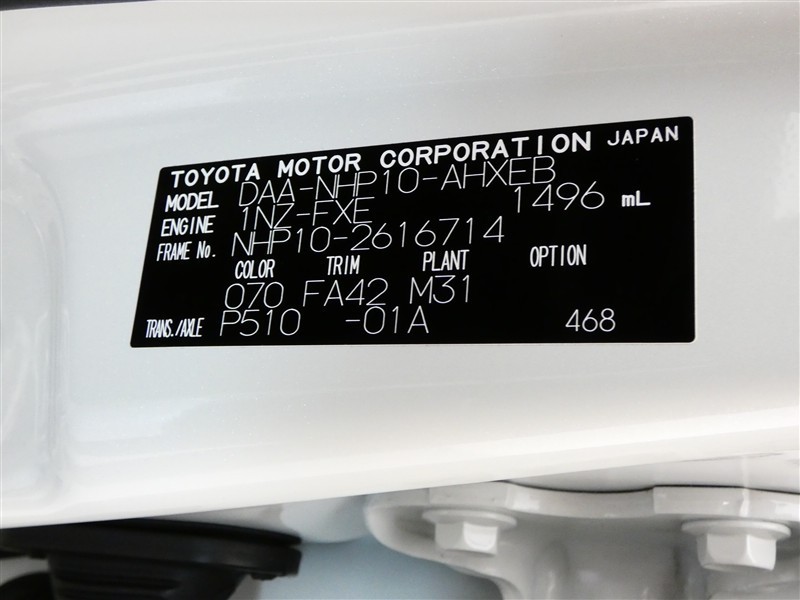 TOYOTA MOTOR CORPORATION JAPAN
MODEL DAA-NHP10-AHXEB
ENGINE 1NZ-FXE 1496 mL
FRAME No. NHP10-2616714
COLOR TRIM PLANT OPTION
070 FA42 M31
TRANS./AXLE P510 -01A 468